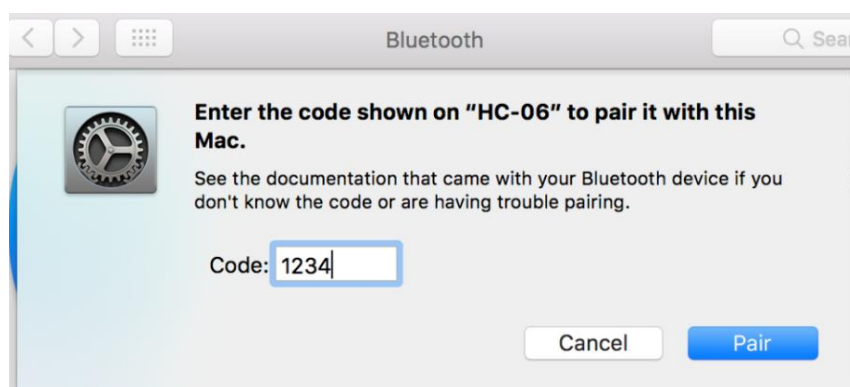 Bluetooth
Sear
Enter the code shown on “HC-06” to pair it with this
Mac.
See the documentation that came with your Bluetooth device if you
don't know the code or are having trouble pairing.
Code: 1234
Cancel
Pair